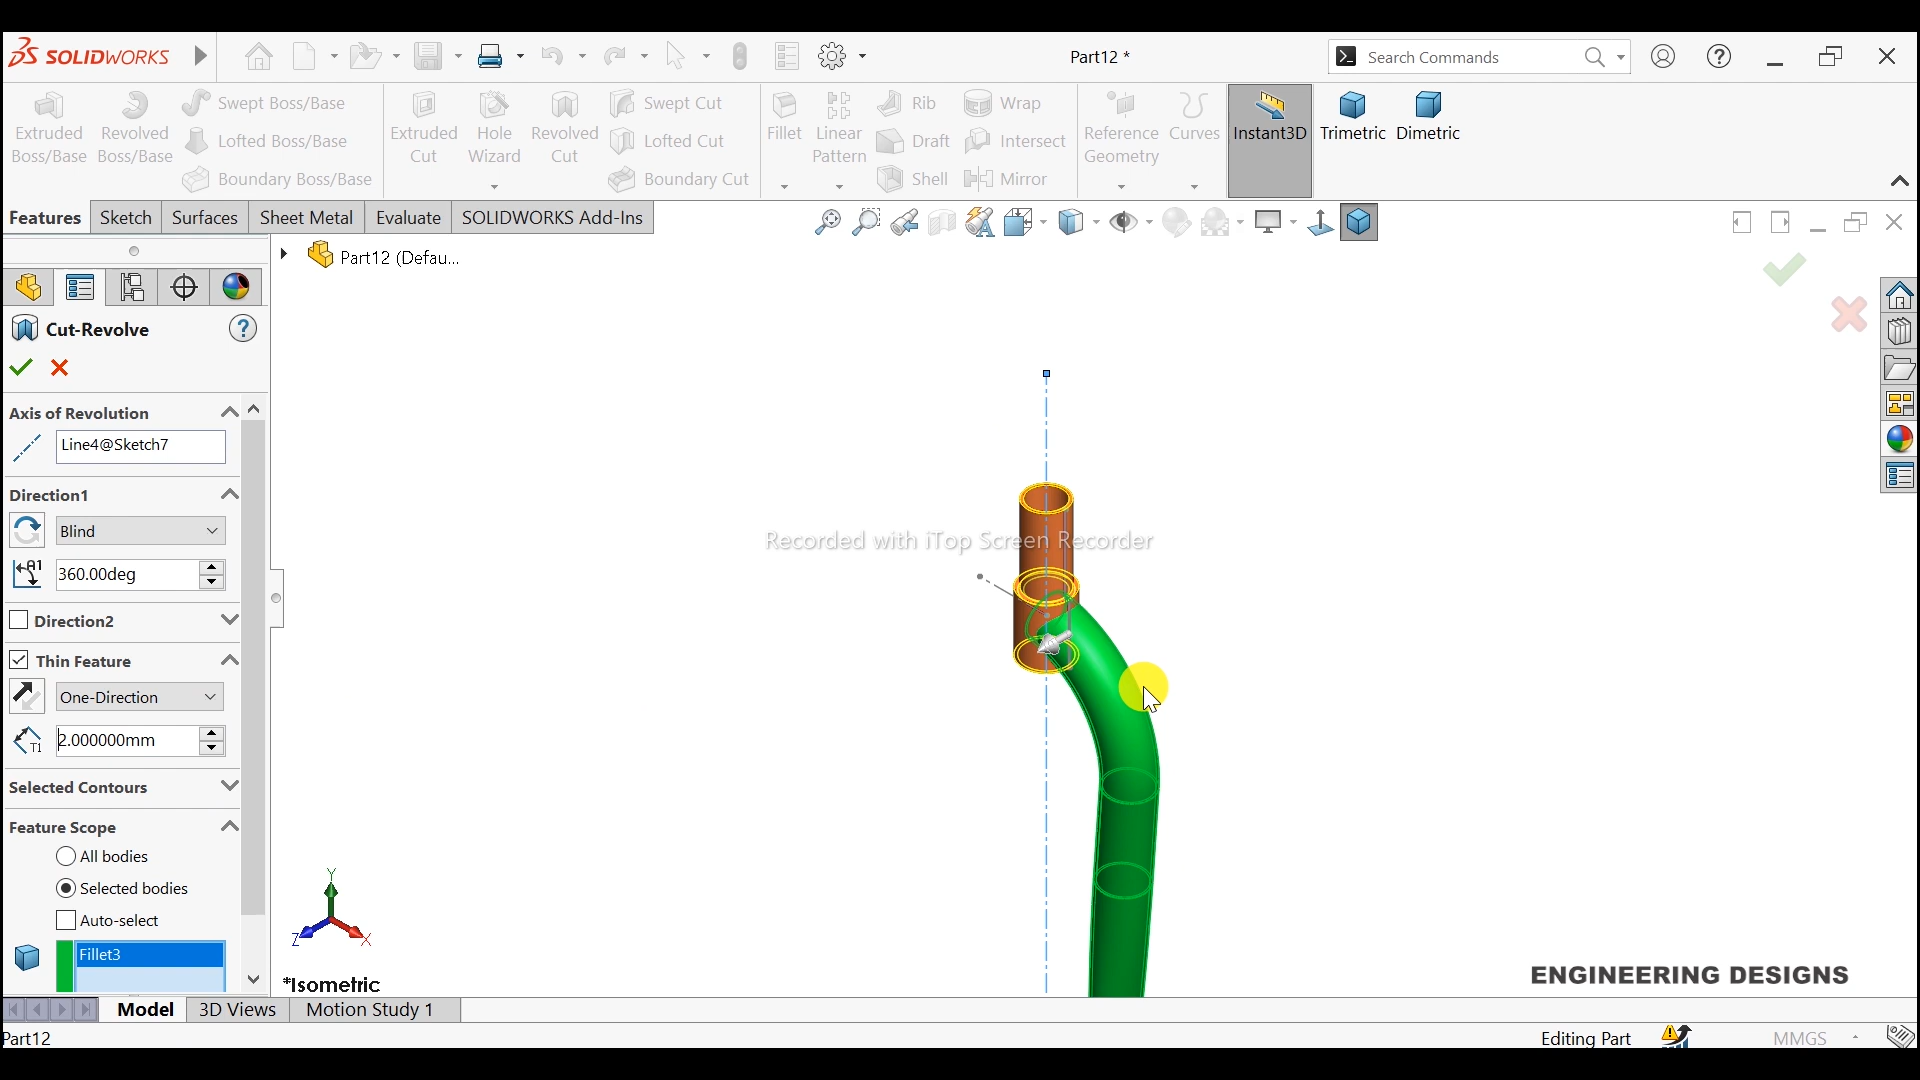 SOLIDWORKS
Part12 *
Search Commands
Extruded Boss/Base
Revolved Boss/Base
Swept Boss/Base
Lofted Boss/Base
Boundary Boss/Base
Extruded Cut
Hole Wizard
Revolved Cut
Swept Cut
Lofted Cut
Boundary Cut
Fillet
Linear Pattern
Rib
Draft
Shell
Wrap
Intersect
Mirror
Reference Geometry
Curves
Instant3D
Trimetric
Dimetric
Features
Sketch
Surfaces
Sheet Metal
Evaluate
SOLIDWORKS Add-Ins
Part12 (Defau...
Cut-Revolve
Axis of Revolution
Line4@Sketch7
Direction1
Blind
A1
360.00deg
Direction2
Thin Feature
One-Direction
T1
2.000000mm
Selected Contours
Feature Scope
All bodies
Selected bodies
Auto-select
Fillet3
Recorded with iTop Screen Recorder
Y
Z
X
*Isometric
ENGINEERING DESIGNS
Model
3D Views
Motion Study 1
Part12
Editing Part
MMGS